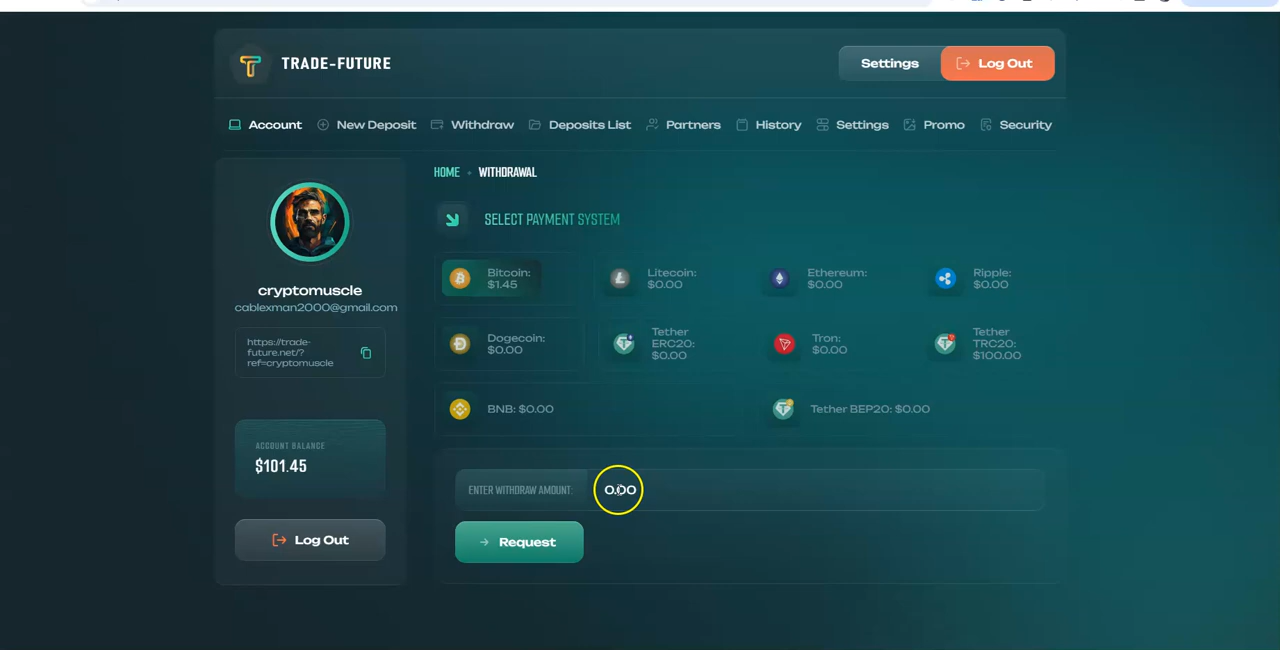 TRADE-FUTURE
Settings
Log Out
Account
New Deposit
Withdraw
Deposits List
Partners
History
Settings
Promo
Security
cryptomuscle
cablexman2000@gmail.com
https://trade-
future.net/?
ref=cryptomuscle
ACCOUNT BALANCE
$101.45
Log Out
HOME
WITHDRAWAL
SELECT PAYMENT SYSTEM
Bitcoin:
$1.45
Litecoin:
$0.00
Ethereum:
$0.00
Ripple:
$0.00
Dogecoin:
$0.00
Tether
ERC20:
$0.00
Tron:
$0.00
Tether
TRC20:
$100.00
BNB: $0.00
Tether BEP20: $0.00
ENTER WITHDRAW AMOUNT:
0.00
Request